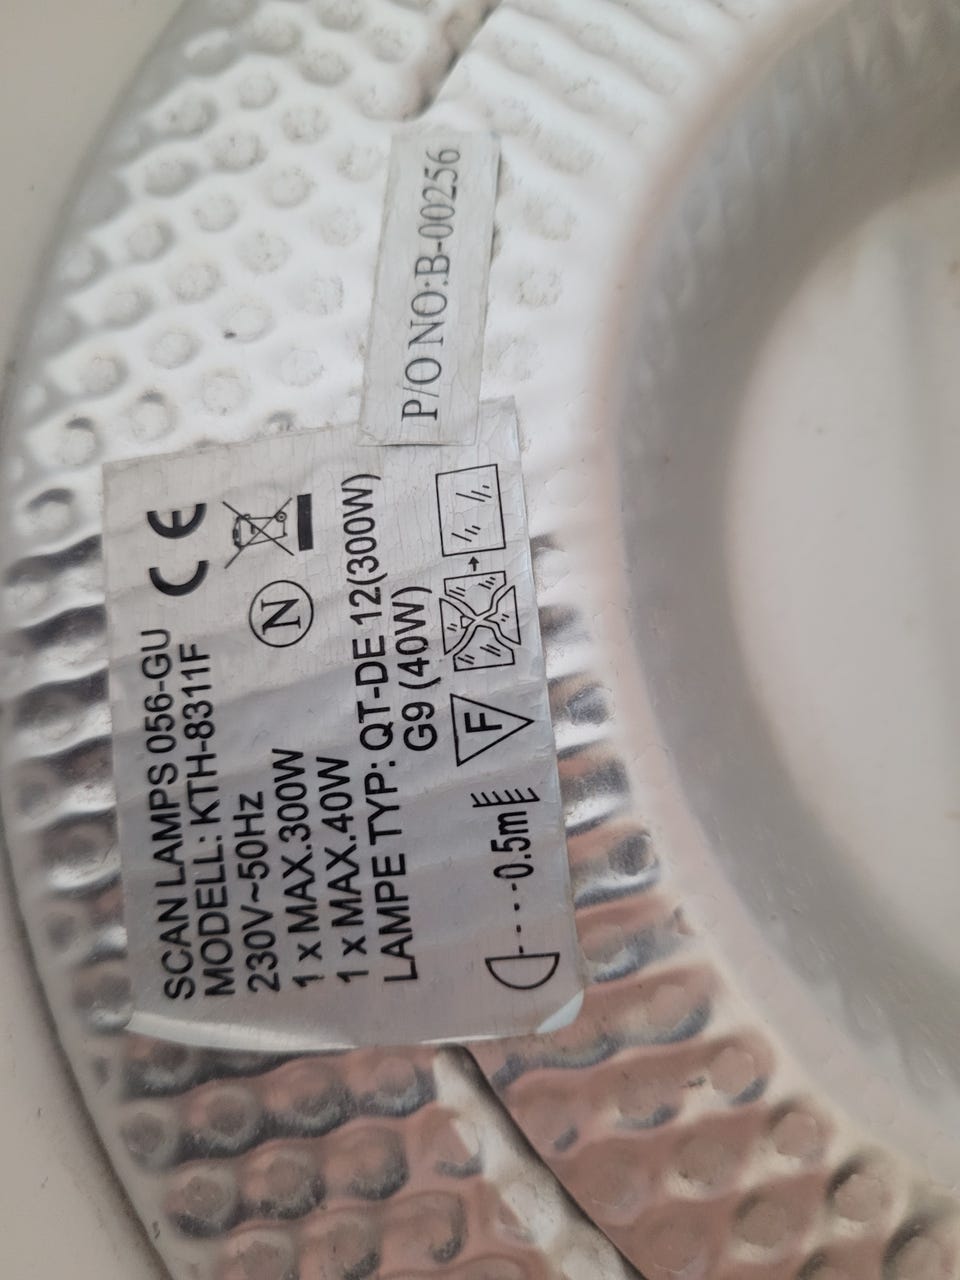 SCAN LAMPS 056-GU
MODELL: KTH-8311F
230V~50Hz
1 x MAX.300W
1 x MAX.40W
LAMPE TYP: QT-DE 12(300W)
G9 (40W)
0.5m
F
N
CE
P/O NO:B-00256